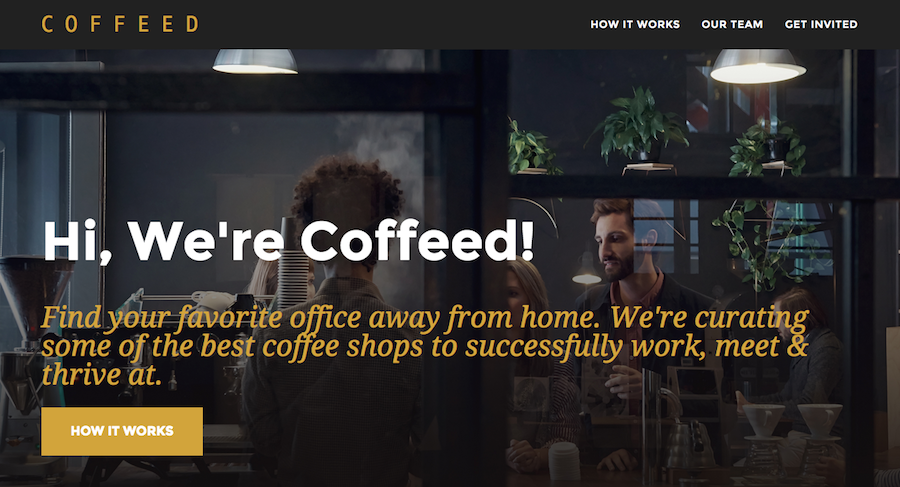 COFFEED
HOW IT WORKS
OUR TEAM
GET INVITED
Hi, We're Coffeed!
Find your favorite office away from home. We're curating
some of the best coffee shops to successfully work, meet &
thrive at.
HOW IT WORKS